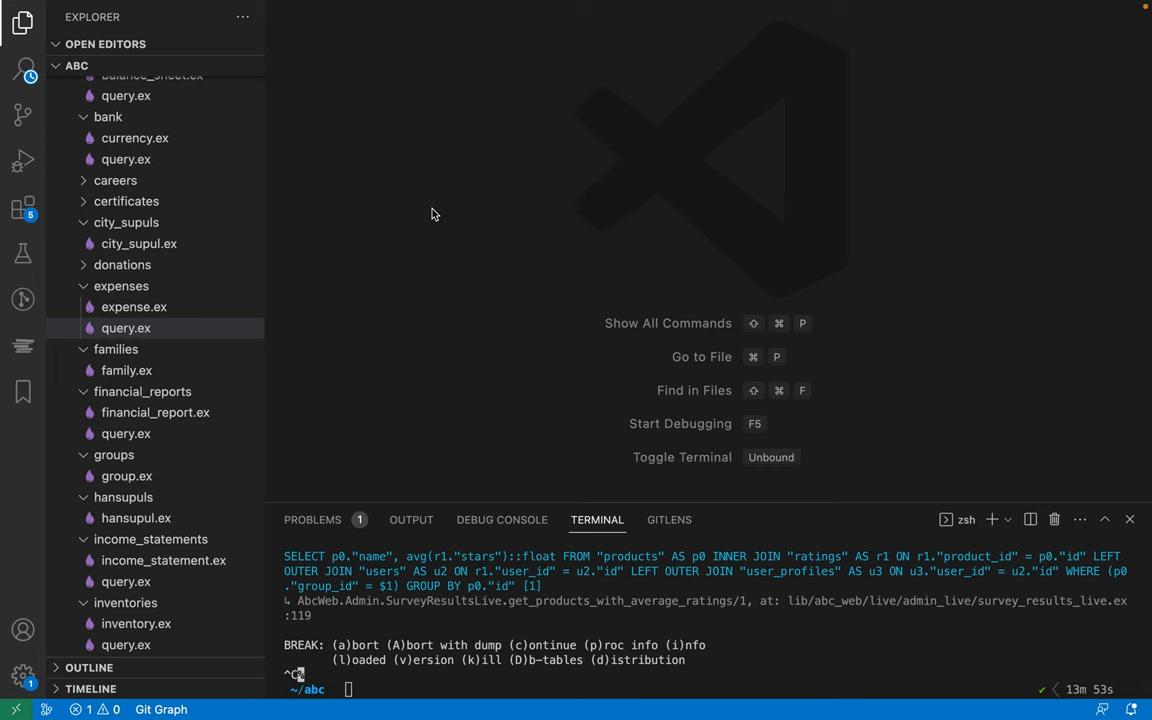 EXPLORER
OPEN EDITORS
ABC
balance_sheet.ex
query.ex
bank
currency.ex
query.ex
careers
certificates
city_supuls
city_supul.ex
donations
expenses
expense.ex
query.ex
families
family.ex
financial_reports
financial_report.ex
query.ex
groups
group.ex
hansupuls
hansupul.ex
income_statements
income_statement.ex
query.ex
inventories
inventory.ex
query.ex
OUTLINE
TIMELINE
5
1
Show All Commands ⇧ ⌘ P
Go to File ⌘ P
Find in Files ⇧ ⌘ F
Start Debugging F5
Toggle Terminal Unbound
PROBLEMS 1 OUTPUT DEBUG CONSOLE TERMINAL GITLENS zsh
SELECT p0."name", avg(r1."stars")::float FROM "products" AS p0 INNER JOIN "ratings" AS r1 ON r1."product_id" = p0."id" LEFT
OUTER JOIN "users" AS u2 ON r1."user_id" = u2."id" LEFT OUTER JOIN "user_profiles" AS u3 ON u3."user_id" = u2."id" WHERE (p0
."group_id" = $1) GROUP BY p0."id" [1]
↳ AbcWeb.Admin.SurveyResultsLive.get_products_with_average_ratings/1, at: lib/abc_web/live/admin_live/survey_results_live.ex
:119
BREAK: (a)bort (A)bort with dump (c)ontinue (p)roc info (i)nfo
(l)oaded (v)ersion (k)ill (D)b-tables (d)istribution
^C%
~/abc ✔ 13m 53s
1 0 Git Graph